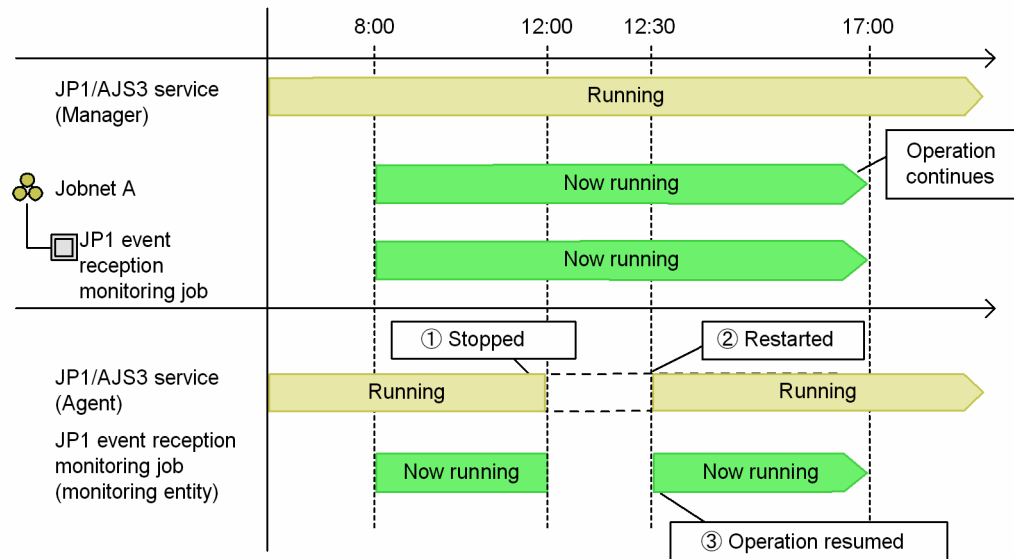 8:00 12:00 12:30 17:00
JP1/AJS3 service
(Manager)
Running
Operation
continues
Jobnet A
Now running
JP1 event
reception
monitoring job
Now running
① Stopped
② Restarted
JP1/AJS3 service
(Agent)
Running
Running
JP1 event reception
monitoring job
(monitoring entity)
Now running
Now running
③ Operation resumed